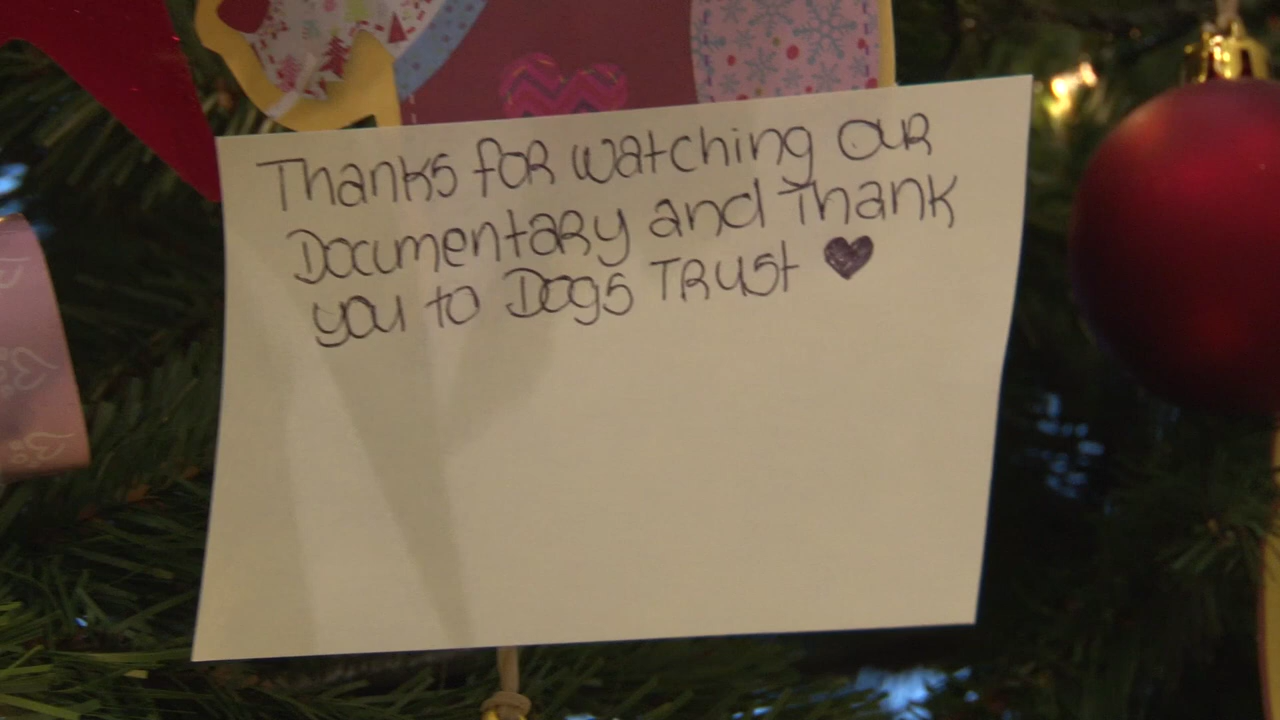 Thanks for watching our
Documentary and Thank
you to Dogs Trust ♥